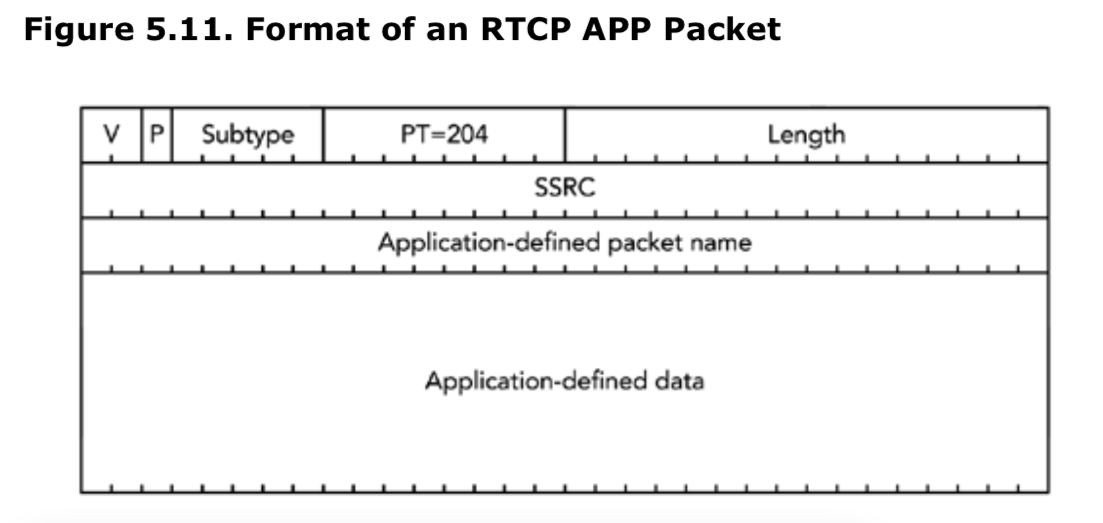 Figure 5.11. Format of an RTCP APP Packet
V P Subtype PT=204 Length
SSRC
Application-defined packet name
Application-defined data